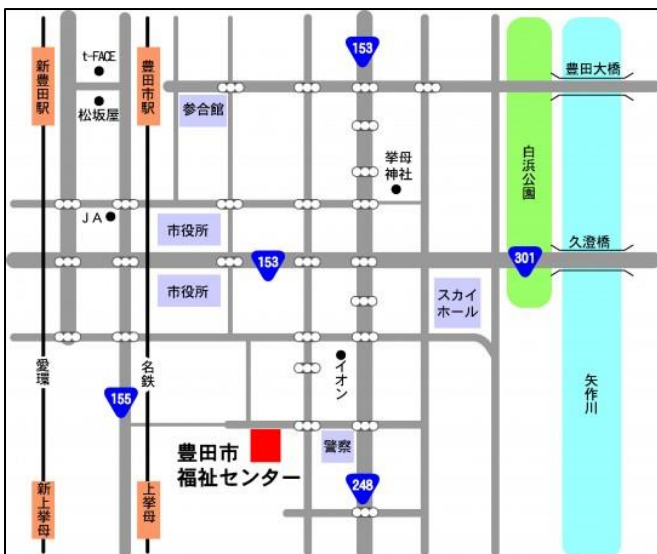 t-FACE
153
新豊田駅
豊田市駅
豊田大橋
松坂屋
参合館
挙母
神社
白浜公園
JA
市役所
久澄橋
153
301
市役所
スカイ
ホール
愛環
名鉄
イオン
矢作川
155
豊田市
福祉センター
警察
新上挙母
上挙母
248